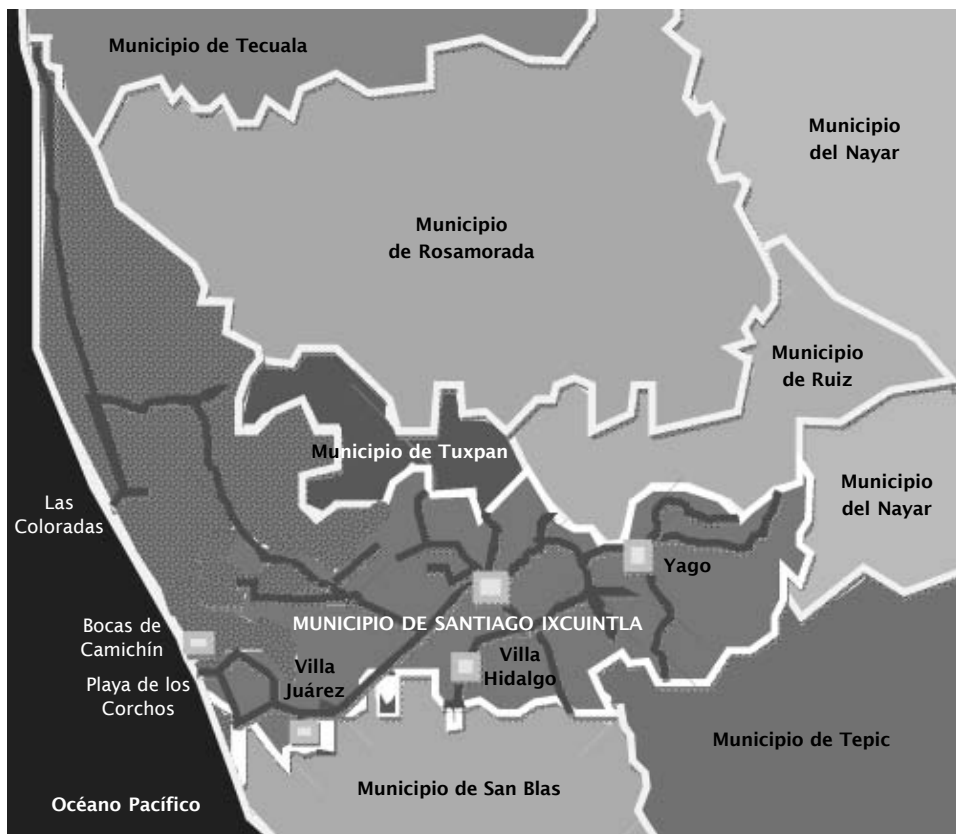 Municipio de Tecuala
Municipio
del Nayar
Municipio
de Rosamorada
Municipio
de Ruiz
Municipio de Tuxpan
Municipio
del Nayar
Las
Coloradas
Yago
MUNICIPIO DE SANTIAGO IXCUINTLA
Bocas de
Camichín
Villa
Juárez
Villa
Hidalgo
Playa de los
Corchos
Municipio de Tepic
Municipio de San Blas
Océano Pacífico